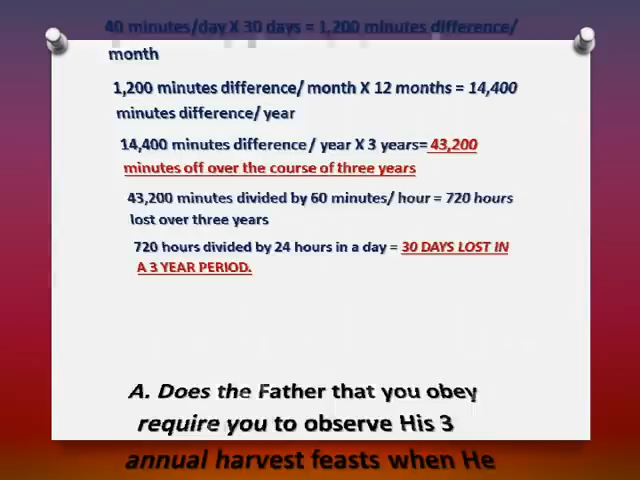 40 minutes/day X 30 days = 1,200 minutes difference/
month
1,200 minutes difference/ month X 12 months = 14,400
minutes difference/ year
14,400 minutes difference/ year X 3 years= 43,200
minutes off over the course of three years
43,200 minutes divided by 60 minutes/ hour = 720 hours
lost over three years
720 hours divided by 24 hours in a day = 30 DAYS LOST IN
A 3 YEAR PERIOD.
A. Does the Father that you obey
require you to observe His 3
annual harvest feasts when He